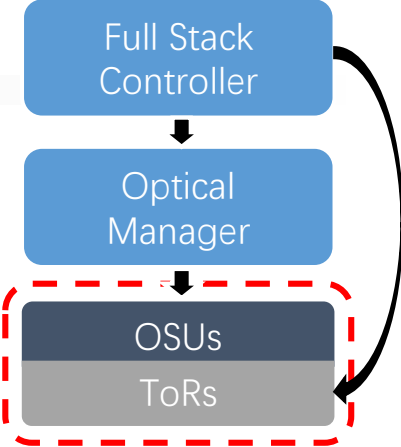 Full Stack
Controller
Optical
Manager
OSUs
ToRs